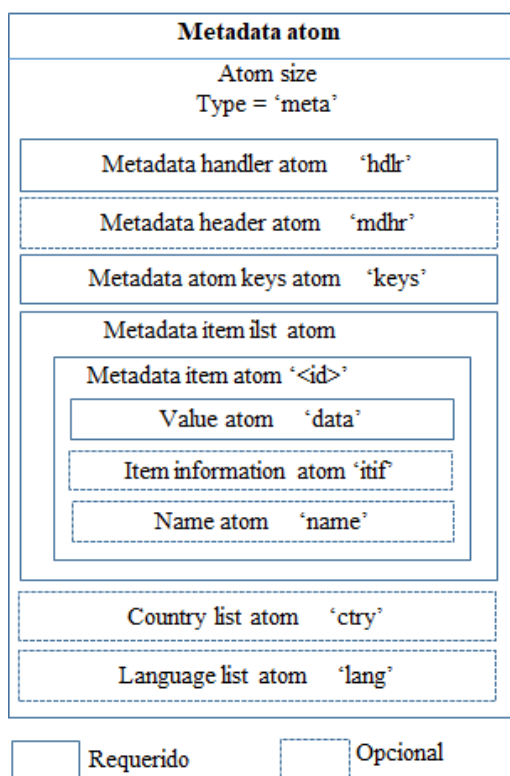 Metadata atom
Atom size
Type = ‘meta’
Metadata handler atom ‘hdlr’
Metadata header atom ‘mdhr’
Metadata atom keys atom ‘keys’
Metadata item ilst atom
Metadata item atom ‘<id>’
Value atom ‘data’
Item information atom ‘itif’
Name atom ‘name’
Country list atom ‘ctry’
Language list atom ‘lang’
Requerido
Opcional